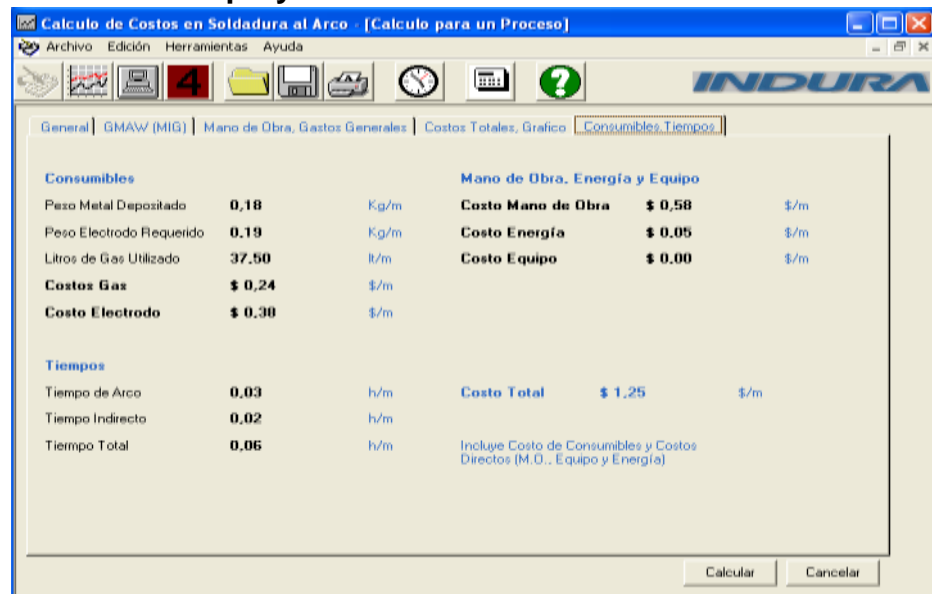 Calculo de Costos en Soldadura al Arco - [Calculo para un Proceso]
Archivo Edición Herramientas Ayuda
4 ? INDURA
General GMAW (MIG) Mano de Obra, Gastos Generales Costos Totales, Grafico Consumibles, Tiempos
Consumibles Mano de Obra, Energía y Equipo
Peso Metal Depositado 0,18 Kg/m Costo Mano de Obra $ 0,58 $/m
Peso Electrodo Requerido 0,19 Kg/m Costo Energía $ 0,05 $/m
Litros de Gas Utilizado 37,50 lt/m Costo Equipo $ 0,00 $/m
Costos Gas $ 0,24 $/m
Costo Electrodo $ 0,38 $/m
Tiempos
Tiempo de Arco 0,03 h/m Costo Total $ 1,25 $/m
Tiempo Indirecto 0,02 h/m
Tiermpo Total 0,06 h/m Incluye Costo de Consumibles y Costos
Directos (M.O., Equipo y Energía)
Calcular Cancelar